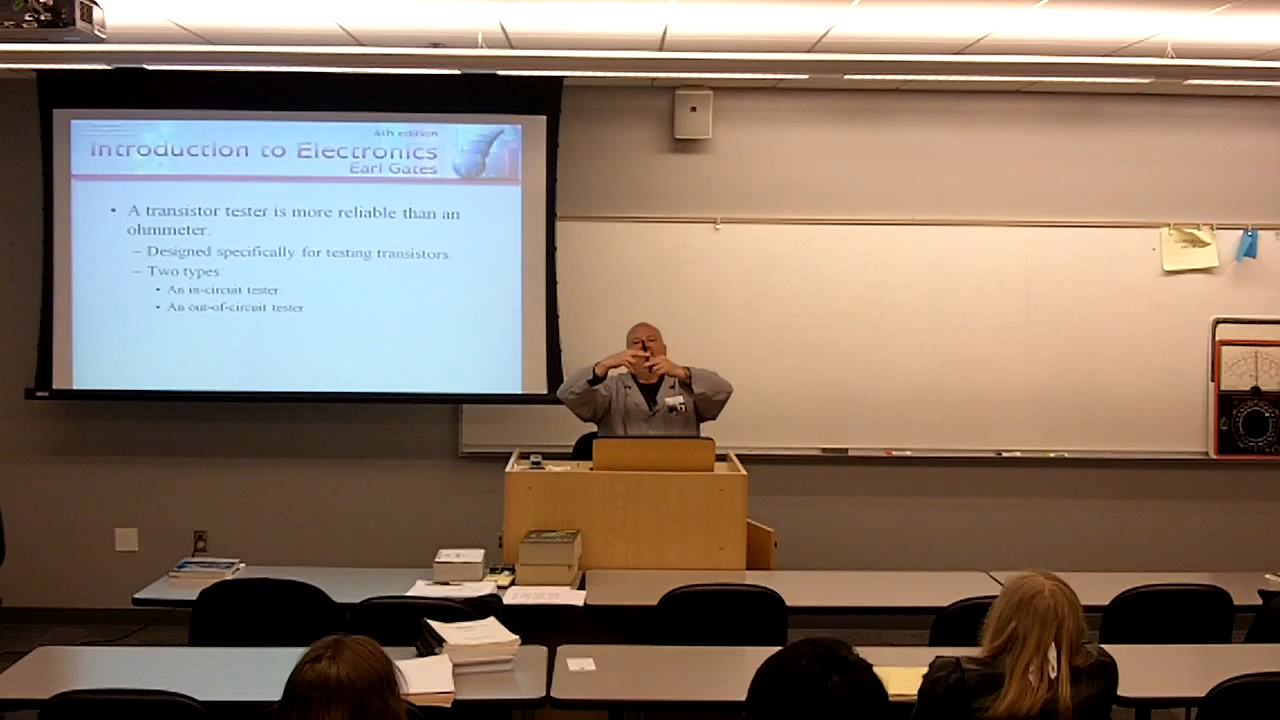 4th edition
Introduction to Electronics
Earl Gates
• A transistor tester is more reliable than an
ohmmeter.
– Designed specifically for testing transistors.
– Two types:
• An in-circuit tester.
• An out-of-circuit tester.